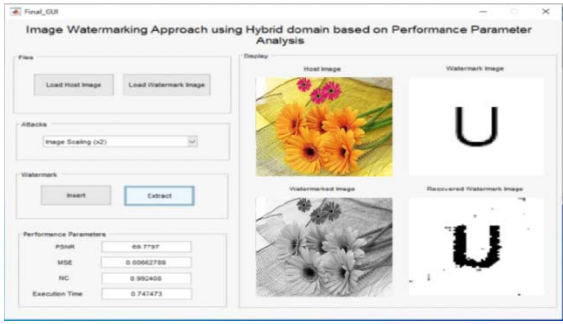 Final_GUI
Image Watermarking Approach using Hybrid domain based on Performance Parameter
Analysis
Files
Load Host Image
Load Watermark Image
Attacks
Image Scaling (x2)
Watermark
Insert
Extract
Performance Parameters
PSNR
69.7797
MSE
0.00662789
NC
0.992408
Execution Time
0.747473
Display
Host Image
Watermark Image
U
Watermarked Image
Recovered Watermark Image
U